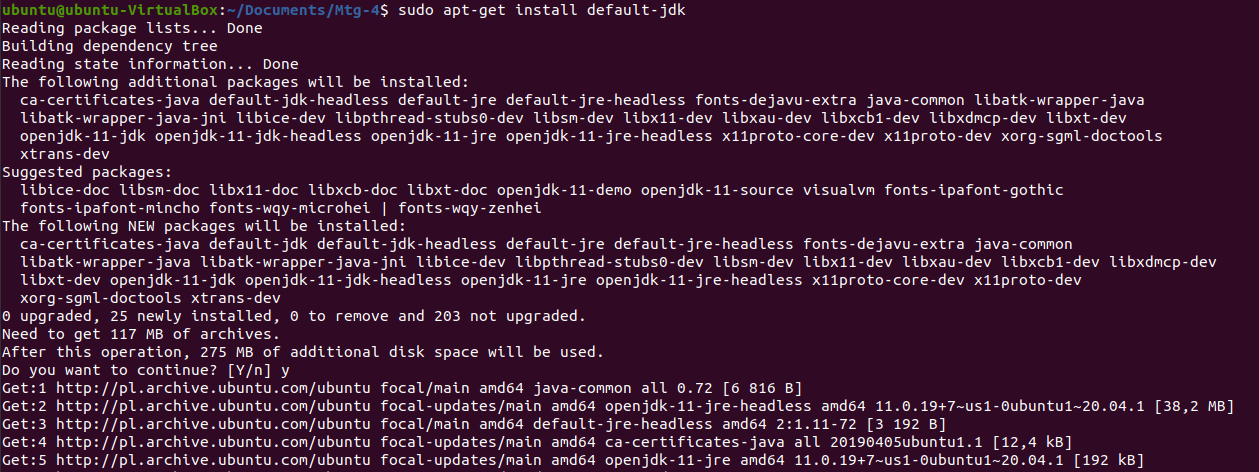 ubuntu@ubuntu-VirtualBox:~/Documents/Mtg-4$ sudo apt-get install default-jdk
Reading package lists... Done
Building dependency tree
Reading state information... Done
The following additional packages will be installed:
  ca-certificates-java default-jdk-headless default-jre default-jre-headless fonts-dejavu-extra java-common libatk-wrapper-java
  libatk-wrapper-java-jni libice-dev libpthread-stubs0-dev libsm-dev libx11-dev libxau-dev libxcb1-dev libxdmcp-dev libxt-dev
  openjdk-11-jdk openjdk-11-jdk-headless openjdk-11-jre openjdk-11-jre-headless x11proto-core-dev x11proto-dev xorg-sgml-doctools
  xtrans-dev
Suggested packages:
  libice-doc libsm-doc libx11-doc libxcb-doc libxt-doc openjdk-11-demo openjdk-11-source visualvm fonts-ipafont-gothic
  fonts-ipafont-mincho fonts-wqy-microhei | fonts-wqy-zenhei
The following NEW packages will be installed:
  ca-certificates-java default-jdk default-jdk-headless default-jre default-jre-headless fonts-dejavu-extra java-common
  libatk-wrapper-java libatk-wrapper-java-jni libice-dev libpthread-stubs0-dev libsm-dev libx11-dev libxau-dev libxcb1-dev libxdmcp-dev
  libxt-dev openjdk-11-jdk openjdk-11-jdk-headless openjdk-11-jre openjdk-11-jre-headless x11proto-core-dev x11proto-dev
  xorg-sgml-doctools xtrans-dev
0 upgraded, 25 newly installed, 0 to remove and 203 not upgraded.
Need to get 117 MB of archives.
After this operation, 275 MB of additional disk space will be used.
Do you want to continue? [Y/n] y
Get:1 http://pl.archive.ubuntu.com/ubuntu focal/main amd64 java-common all 0.72 [6 816 B]
Get:2 http://pl.archive.ubuntu.com/ubuntu focal-updates/main amd64 openjdk-11-jre-headless amd64 11.0.19+7~us1-0ubuntu1~20.04.1 [38,2 MB]
Get:3 http://pl.archive.ubuntu.com/ubuntu focal/main amd64 default-jre-headless amd64 2:1.11-72 [3 192 B]
Get:4 http://pl.archive.ubuntu.com/ubuntu focal-updates/main amd64 ca-certificates-java all 20190405ubuntu1.1 [12,4 kB]
Get:5 http://pl.archive.ubuntu.com/ubuntu focal-updates/main amd64 openjdk-11-jre amd64 11.0.19+7~us1-0ubuntu1~20.04.1 [192 kB]